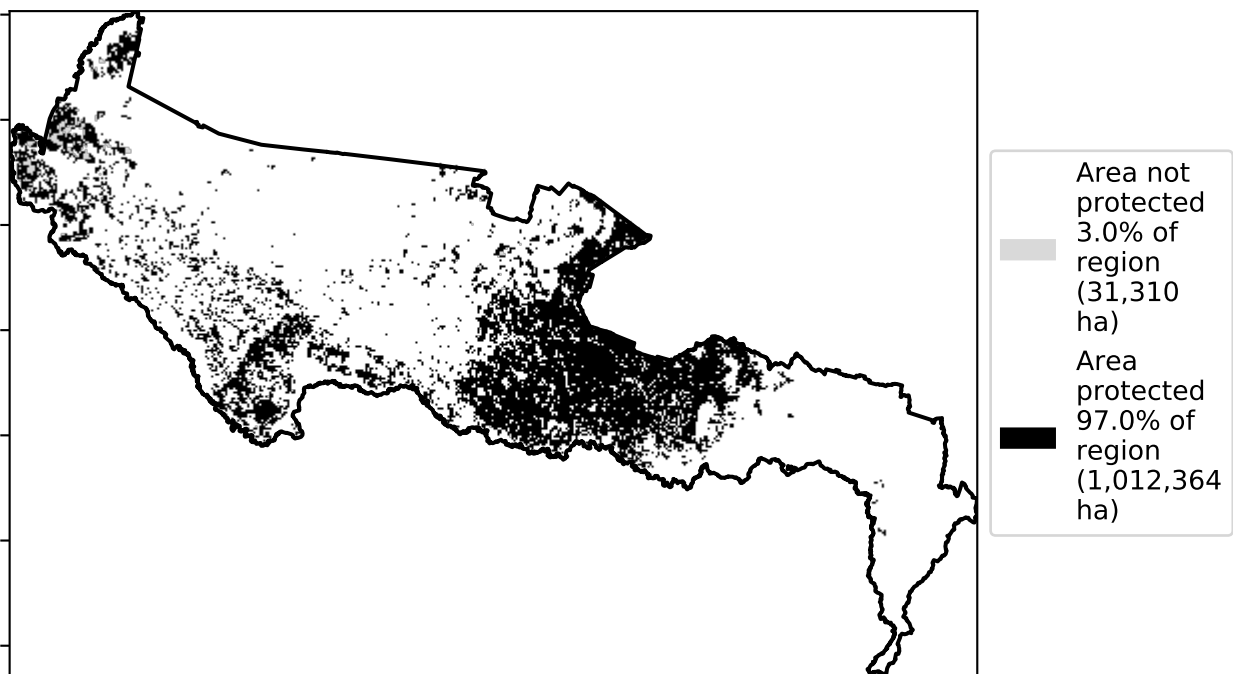 Area not
protected
3.0% of
region
(31,310
ha)
Area
protected
97.0% of
region
(1,012,364
ha)